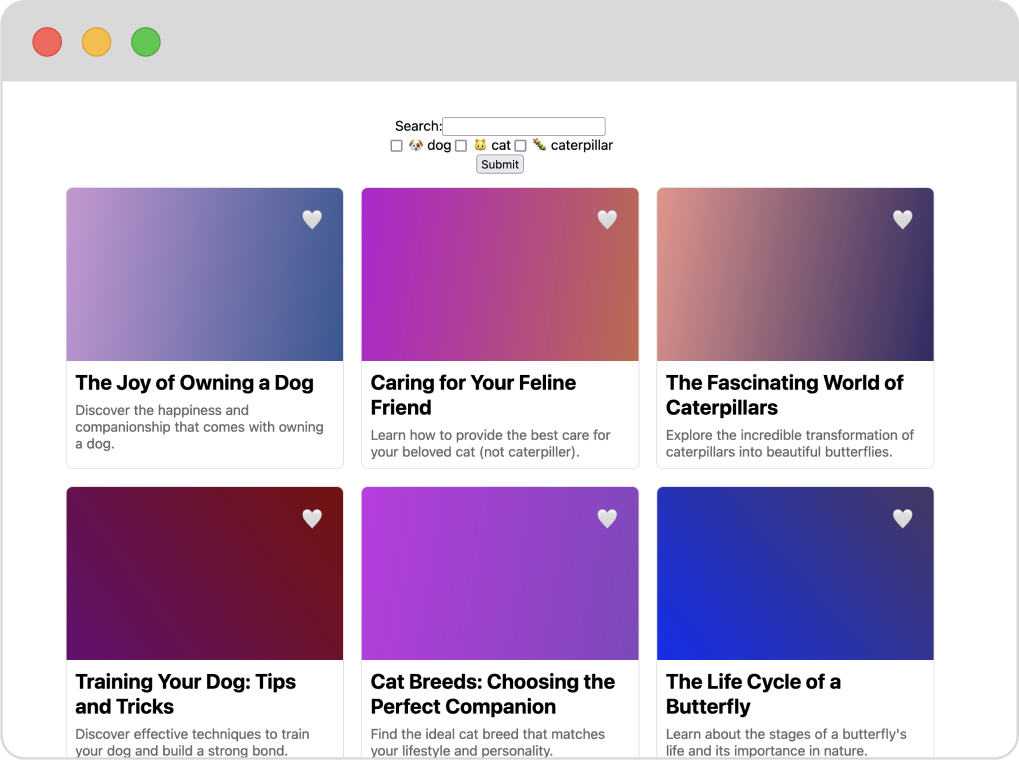 Search:
dog cat caterpillar
Submit
The Joy of Owning a Dog
Discover the happiness and
companionship that comes with owning
a dog.
Caring for Your Feline
Friend
Learn how to provide the best care for
your beloved cat (not caterpiller).
The Fascinating World of
Caterpillars
Explore the incredible transformation of
caterpillars into beautiful butterflies.
Training Your Dog: Tips
and Tricks
Discover effective techniques to train
your dog and build a strong bond.
Cat Breeds: Choosing the
Perfect Companion
Find the ideal cat breed that matches
your lifestyle and personality.
The Life Cycle of a
Butterfly
Learn about the stages of a butterfly's
life and its importance in nature.